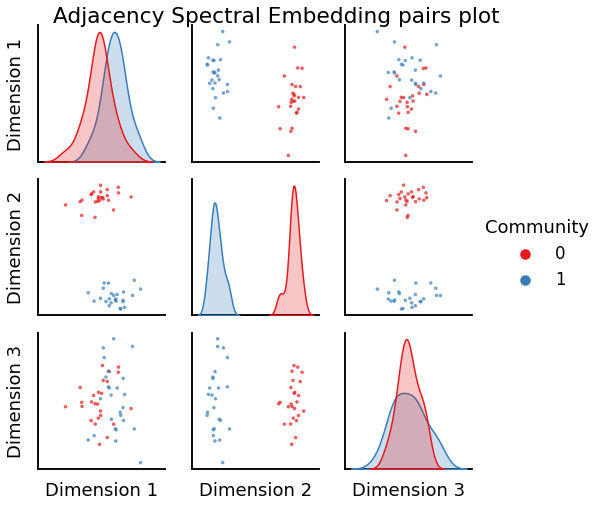 Adjacency Spectral Embedding pairs plot
Dimension 1
Dimension 2
Dimension 3
Community
0
1
Dimension 1
Dimension 2
Dimension 3